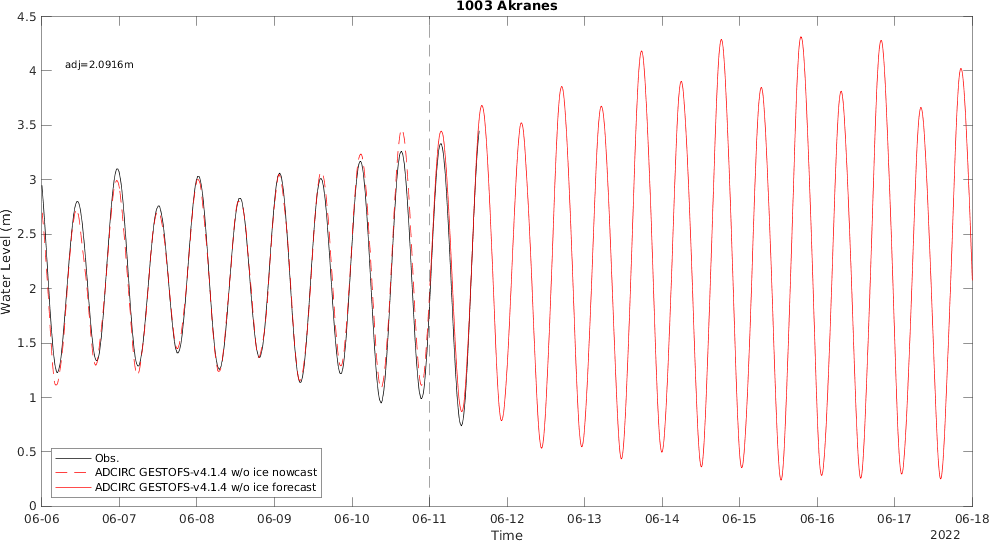 1003 Akranes
4.5
4
3.5
3
2.5
2
1.5
1
0.5
0
Water Level (m)
adj=2.0916m
Obs.
ADCIRC GESTOFS-v4.1.4 w/o ice nowcast
ADCIRC GESTOFS-v4.1.4 w/o ice forecast
06-06 06-07 06-08 06-09 06-10 06-11 06-12 06-13 06-14 06-15 06-16 06-17 06-18
Time
2022